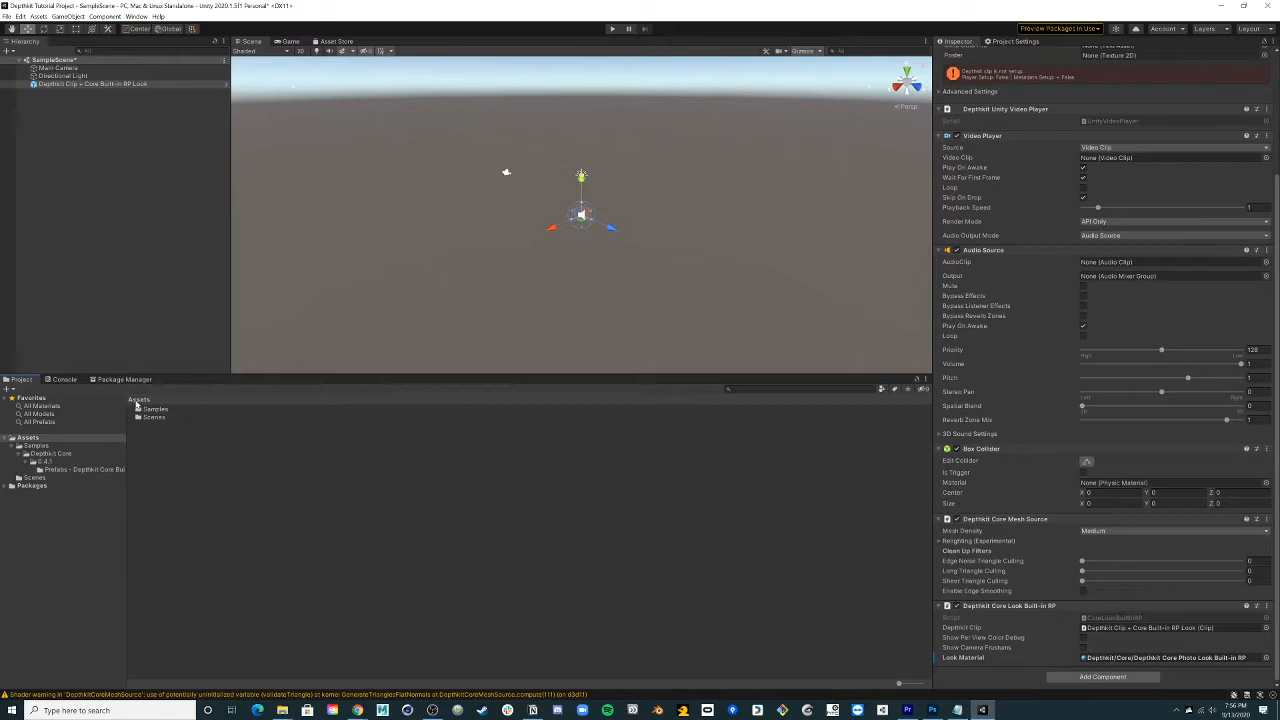 Depthkit Tutorial Project - SampleScene - PC, Mac & Linux Standalone - Unity 2020.1.5f1 Personal* <DX11>
File Edit Assets GameObject Component Window Help
Center Global Preview Packages in Use Account Layers Layout
Hierarchy Scene Game Asset Store Inspector Project Settings
All Shaded 2D 0 Gizmos All
SampleScene*
Main Camera
Directional Light
Depthkit Clip + Core Built-in RP Look
Persp
Poster None (Texture 2D)
Depthkit clip is not setup
Player Setup: False | Metadata Setup = False
Advanced Settings
Depthkit Unity Video Player
Script UnityVideoPlayer
Video Player
Source Video Clip
Video Clip None (Video Clip)
Play On Awake
Wait For First Frame
Loop
Skip On Drop
Playback Speed 1
Render Mode API Only
Audio Output Mode Audio Source
Audio Source
AudioClip None (Audio Clip)
Output None (Audio Mixer Group)
Mute
Bypass Effects
Bypass Listener Effects
Bypass Reverb Zones
Play On Awake
Loop
Priority 128
High Low
Volume 1
Pitch 1
Stereo Pan 0
Left Right
Spatial Blend 0
2D 3D
Reverb Zone Mix 1
3D Sound Settings
Box Collider
Edit Collider
Is Trigger
Material None (Physic Material)
Center X 0 Y 0 Z 0
Size X 0 Y 0 Z 0
Depthkit Core Mesh Source
Mesh Density Medium
Relighting (Experimental)
Clean Up Filters
Edge Noise Triangle Culling 0
Long Triangle Culling 0
Sheer Triangle Culling 0
Enable Edge Smoothing
Depthkit Core Look Built-in RP
Script CoreLookBuiltInRP
Depthkit Clip Depthkit Clip + Core Built-in RP Look (Clip)
Show Per View Color Debug
Show Camera Frustums
Look Material Depthkit/Core/Depthkit Core Photo Look Built-in RP
Add Component
Project Console Package Manager
Favorites
All Materials
All Models
All Prefabs
Assets
Samples
Depthkit Core
0.4.1
Prefabs - Depthkit Core Bui
Scenes
Packages
Assets
Samples
Scenes
Shader warning in 'DepthkitCoreMeshSource': use of potentially uninitialized variable (validateTriangle) at kernel GenerateTrianglesFlatNormals at DepthkitCoreMeshSource.compute(111) (on d3d11)
Type here to search
7:56 PM
9/13/2020